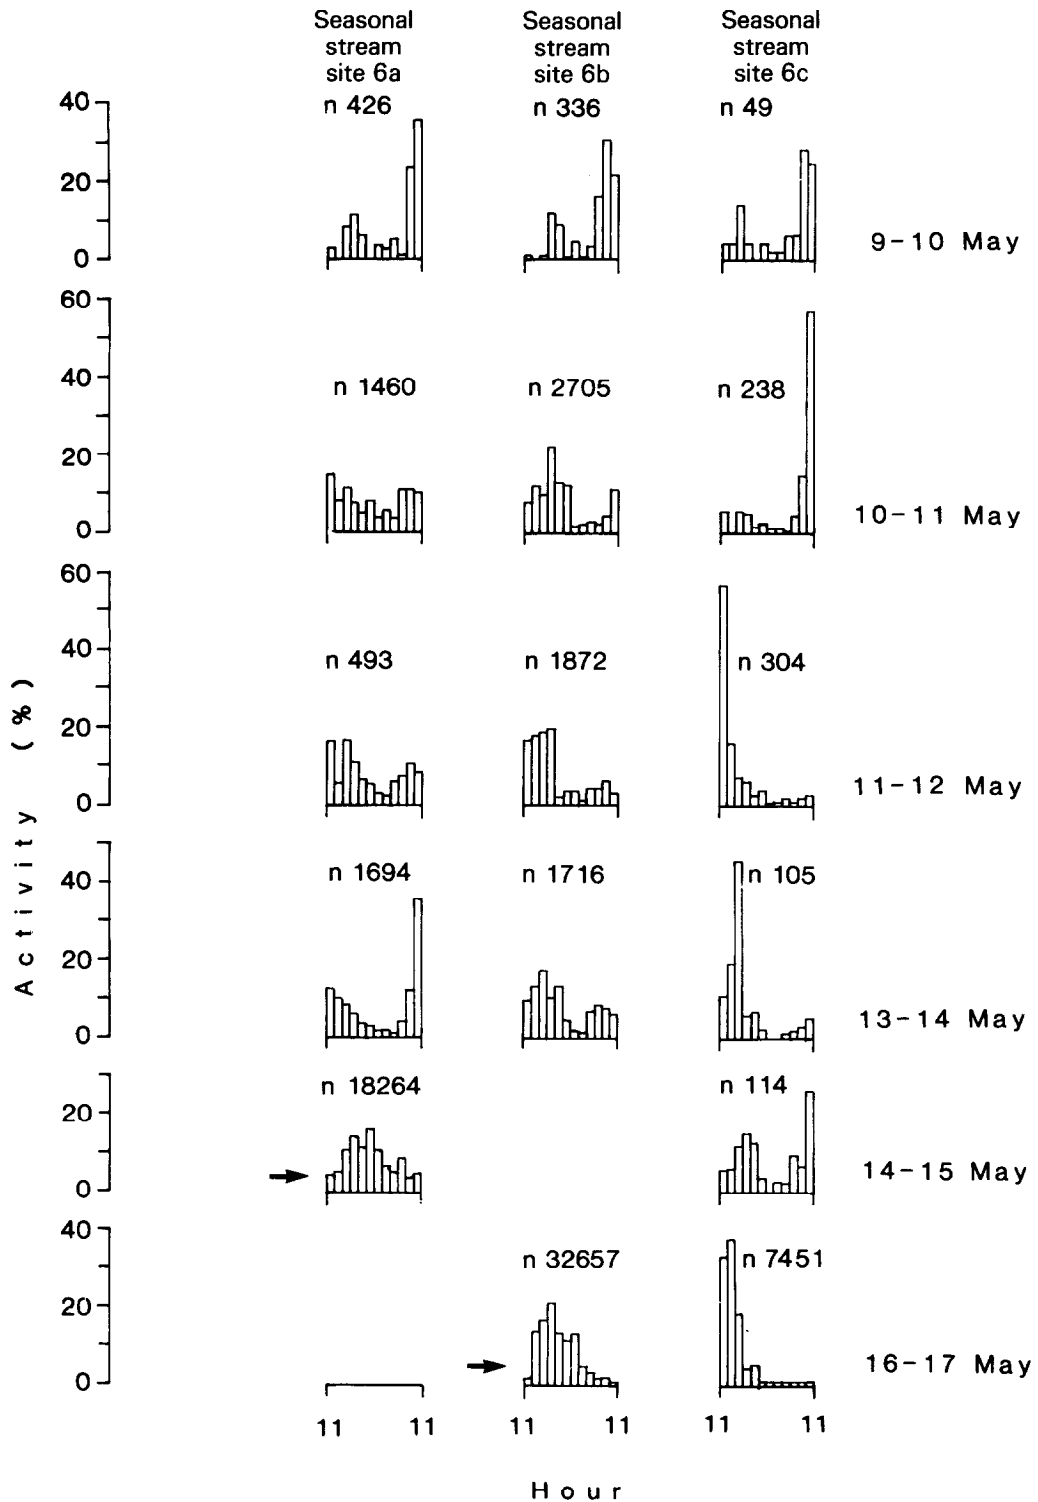 Seasonal stream site 6a
Seasonal stream site 6b
Seasonal stream site 6c
40
20
0
n 426
n 336
n 49
9-10 May
60
40
20
0
n 1460
n 2705
n 238
10-11 May
60
40
20
0
n 493
n 1872
n 304
11-12 May
40
20
0
n 1694
n 1716
n 105
13-14 May
20
0
n 18264
n 114
14-15 May
40
20
0
n 32657
n 7451
16-17 May
11 11
11 11
11 11
Hour
Activity (%)